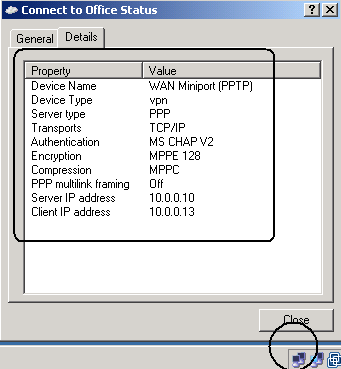 Connect to Office Status
General Details
Property Value
Device Name WAN Miniport (PPTP)
Device Type vpn
Server type PPP
Transports TCP/IP
Authentication MS CHAP V2
Encryption MPPE 128
Compression MPPC
PPP multilink framing Off
Server IP address 10.0.0.10
Client IP address 10.0.0.13
Close